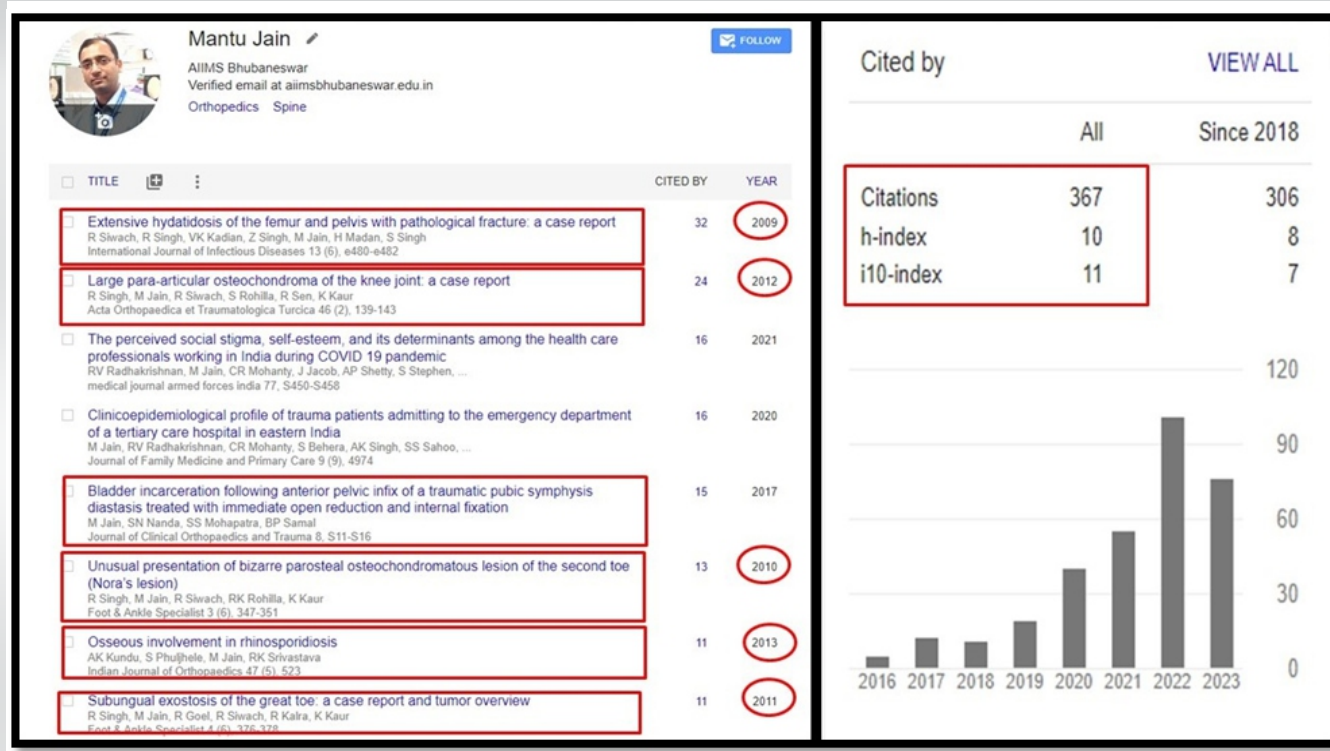 Mantu Jain
FOLLOW
AIIMS Bhubaneswar
Verified email at aiimsbhubaneswar.edu.in
Orthopedics Spine
TITLE CITED BY YEAR
Extensive hydatidosis of the femur and pelvis with pathological fracture: a case report 32 2009
R Siwach, R Singh, VK Kadian, Z Singh, M Jain, H Madan, S Singh
International Journal of Infectious Diseases 13 (6), e480-e482
Large para-articular osteochondroma of the knee joint: a case report 24 2012
R Singh, M Jain, R Siwach, S Rohilla, R Sen, K Kaur
Acta Orthopaedica et Traumatologica Turcica 46 (2), 139-143
The perceived social stigma, self-esteem, and its determinants among the health care 16 2021
professionals working in India during COVID 19 pandemic
RV Radhakrishnan, M Jain, CR Mohanty, J Jacob, AP Shetty, S Stephen, ...
medical journal armed forces india 77, S450-S458
Clinicoepidemiological profile of trauma patients admitting to the emergency department 16 2020
of a tertiary care hospital in eastern India
M Jain, RV Radhakrishnan, CR Mohanty, S Behera, AK Singh, SS Sahoo, ...
Journal of Family Medicine and Primary Care 9 (9), 4974
Bladder incarceration following anterior pelvic infix of a traumatic pubic symphysis 15 2017
diastasis treated with immediate open reduction and internal fixation
M Jain, SN Nanda, SS Mohapatra, BP Samal
Journal of Clinical Orthopaedics and Trauma 8, S11-S16
Unusual presentation of bizarre parosteal osteochondromatous lesion of the second toe 13 2010
(Nora's lesion)
R Singh, M Jain, R Siwach, RK Rohilla, K Kaur
Foot & Ankle Specialist 3 (6), 347-351
Osseous involvement in rhinosporidiosis 11 2013
AK Kundu, S Phuljhele, M Jain, RK Srivastava
Indian Journal of Orthopaedics 47 (5), 523
Subungual exostosis of the great toe: a case report and tumor overview 11 2011
R Singh, M Jain, R Goel, R Siwach, R Kalra, K Kaur
Foot & Ankle Specialist 4 (6), 376-378
Cited by VIEW ALL
All Since 2018
Citations 367 306
h-index 10 8
i10-index 11 7
120
90
60
30
0
2016 2017 2018 2019 2020 2021 2022 2023